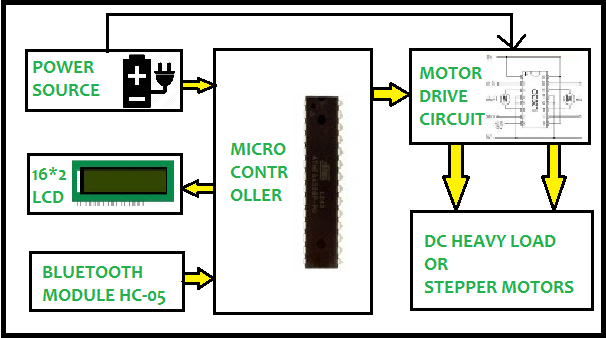 POWER
SOURCE
16*2
LCD
BLUETOOTH
MODULE HC-05
MICRO
CONTR
OLLER
MOTOR
DRIVE
CIRCUIT
DC HEAVY LOAD
OR
STEPPER MOTORS